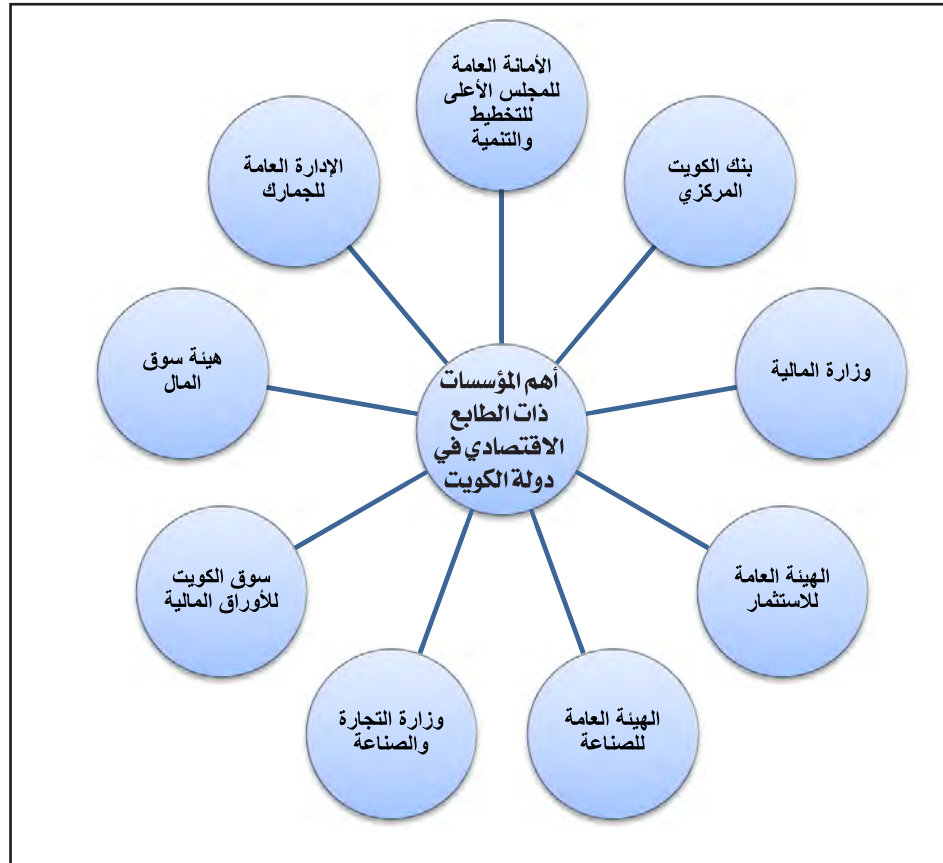 الأمانة العامة
للمجلس الأعلى
للتخطيط
والتنمية
بنك الكويت
المركزي
وزارة المالية
الهيئة العامة
للاستثمار
الهيئة العامة
للصناعة
وزارة التجارة
والصناعة
سوق الكويت
للأوراق المالية
هيئة سوق
المال
الإدارة العامة
للجمارك
أهم المؤسسات
ذات الطابع
الاقتصادي في
دولة الكويت